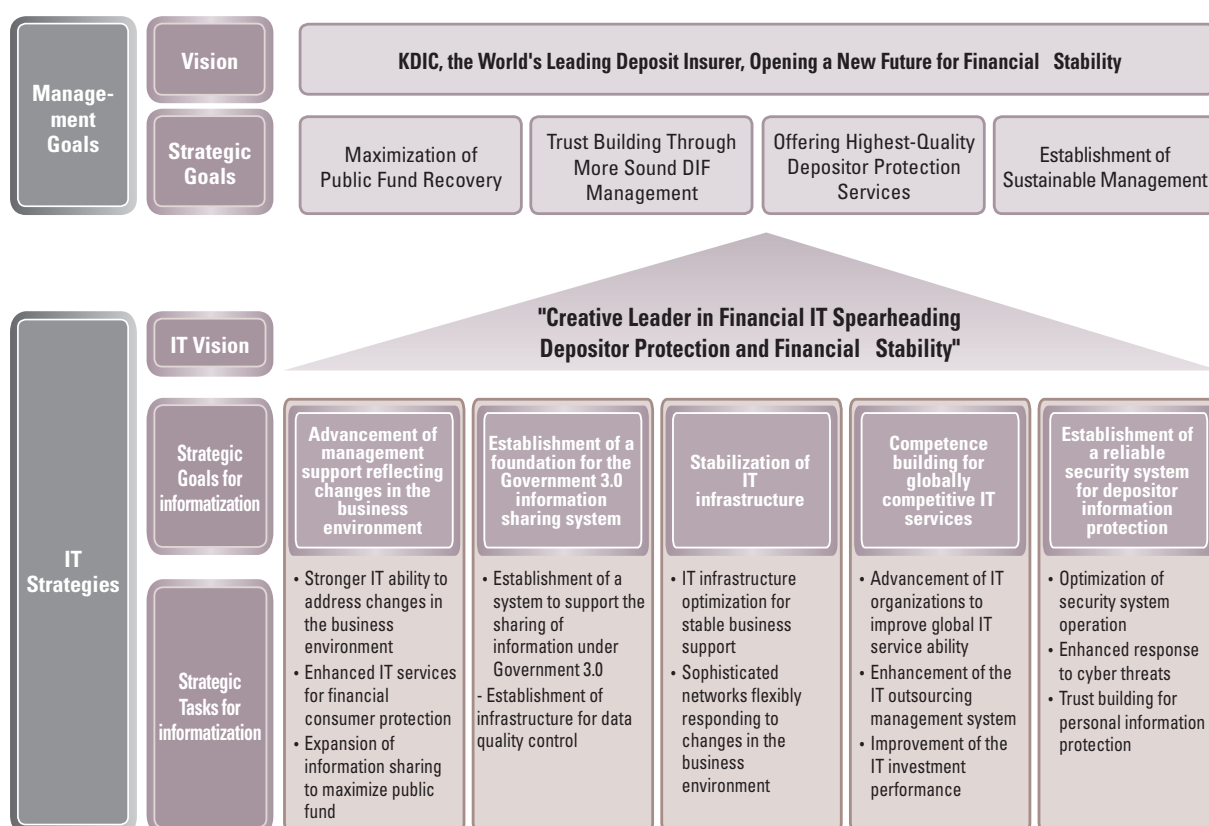 Manage-
ment
Goals
Vision
KDIC, the World's Leading Deposit Insurer, Opening a New Future for Financial Stability
Strategic
Goals
Maximization of
Public Fund Recovery
Trust Building Through
More Sound DIF
Management
Offering Highest-Quality
Depositor Protection
Services
Establishment of
Sustainable Management
IT
Strategies
IT Vision
"Creative Leader in Financial IT Spearheading
Depositor Protection and Financial Stability"
Strategic
Goals for
informatization
Advancement of
management
support reflecting
changes in the
business
environment
Establishment of a
foundation for the
Government 3.0
information
sharing system
Stabilization of
IT
infrastructure
Competence
building for
globally
competitive IT
services
Establishment of
a reliable
security system
for depositor
information
protection
Strategic
Tasks for
informatization
• Stronger IT ability to
address changes in
the business
environment
• Enhanced IT services
for financial
consumer protection
• Expansion of
information sharing
to maximize public
fund
• Establishment of a
system to support the
sharing of
information under
Government 3.0
- Establishment of
infrastructure for data
quality control
• IT infrastructure
optimization for
stable business
support
• Sophisticated
networks flexibly
responding to
changes in the
business
environment
• Advancement of IT
organizations to
improve global IT
service ability
• Enhancement of the
IT outsourcing
management system
• Improvement of the
IT investment
performance
• Optimization of
security system
operation
• Enhanced response
to cyber threats
• Trust building for
personal information
protection